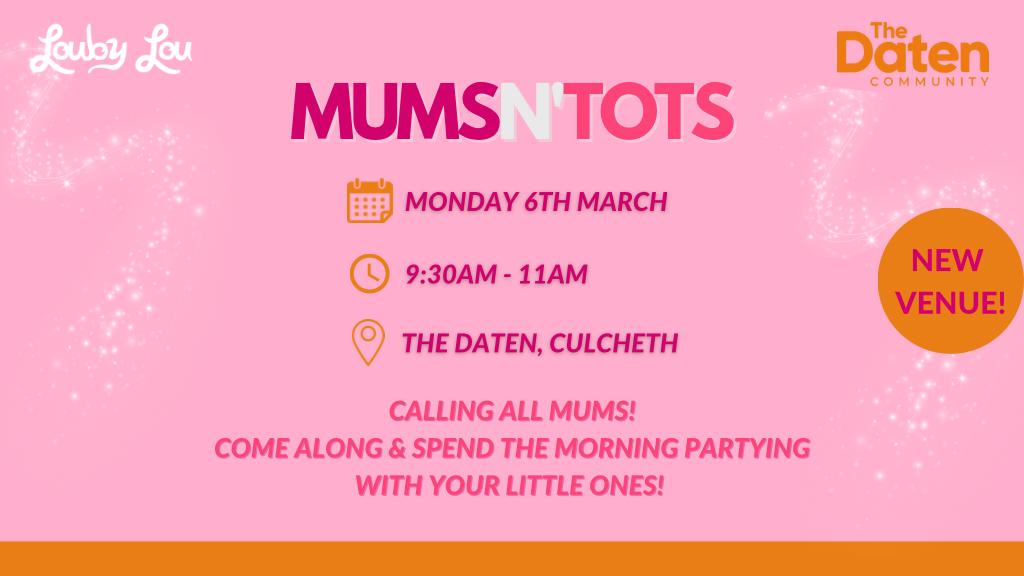 Louby Lou
The
Daten
COMMUNITY
MUMSN'TOTS
MONDAY 6TH MARCH
9:30AM - 11AM
THE DATEN, CULCHETH
NEW
VENUE!
CALLING ALL MUMS!
COME ALONG & SPEND THE MORNING PARTYING
WITH YOUR LITTLE ONES!